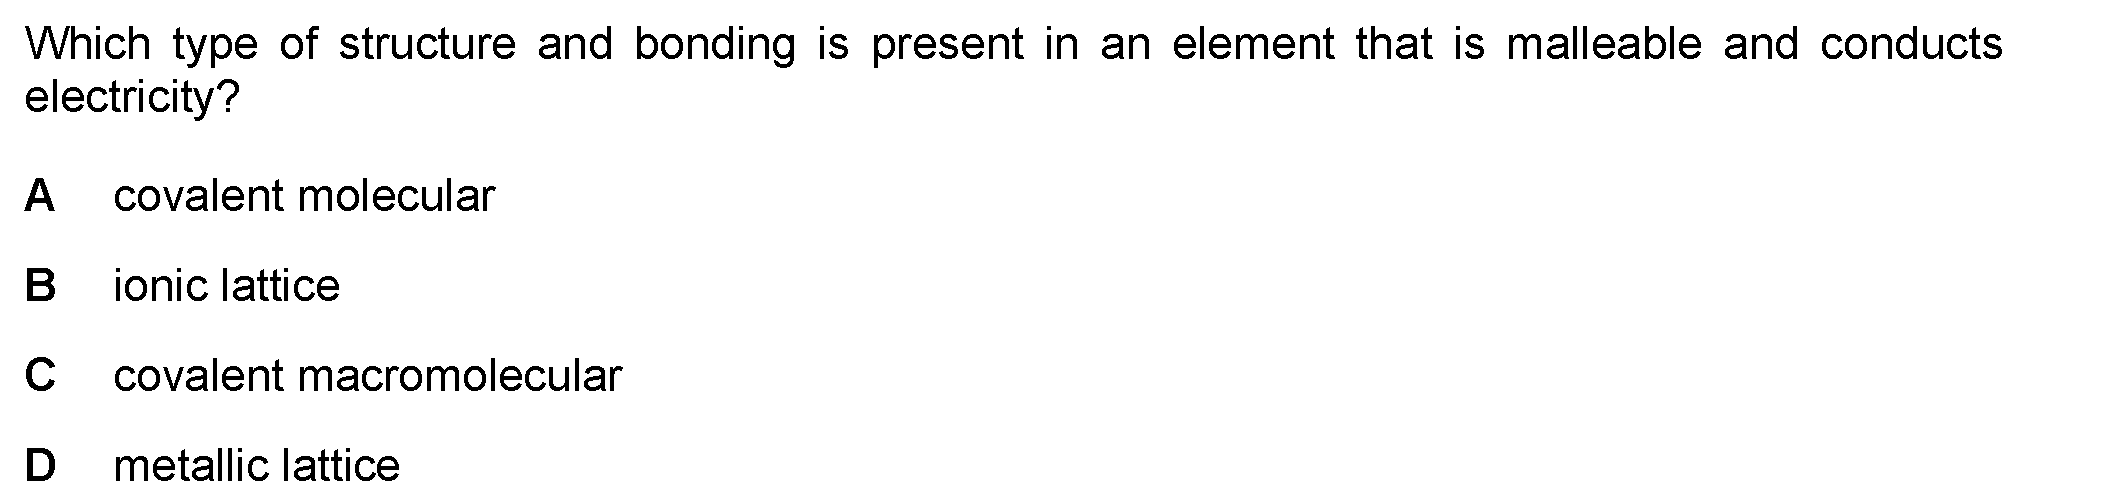 Which type of structure and bonding is present in an element that is malleable and conducts
electricity?
A covalent molecular
B ionic lattice
C covalent macromolecular
D metallic lattice